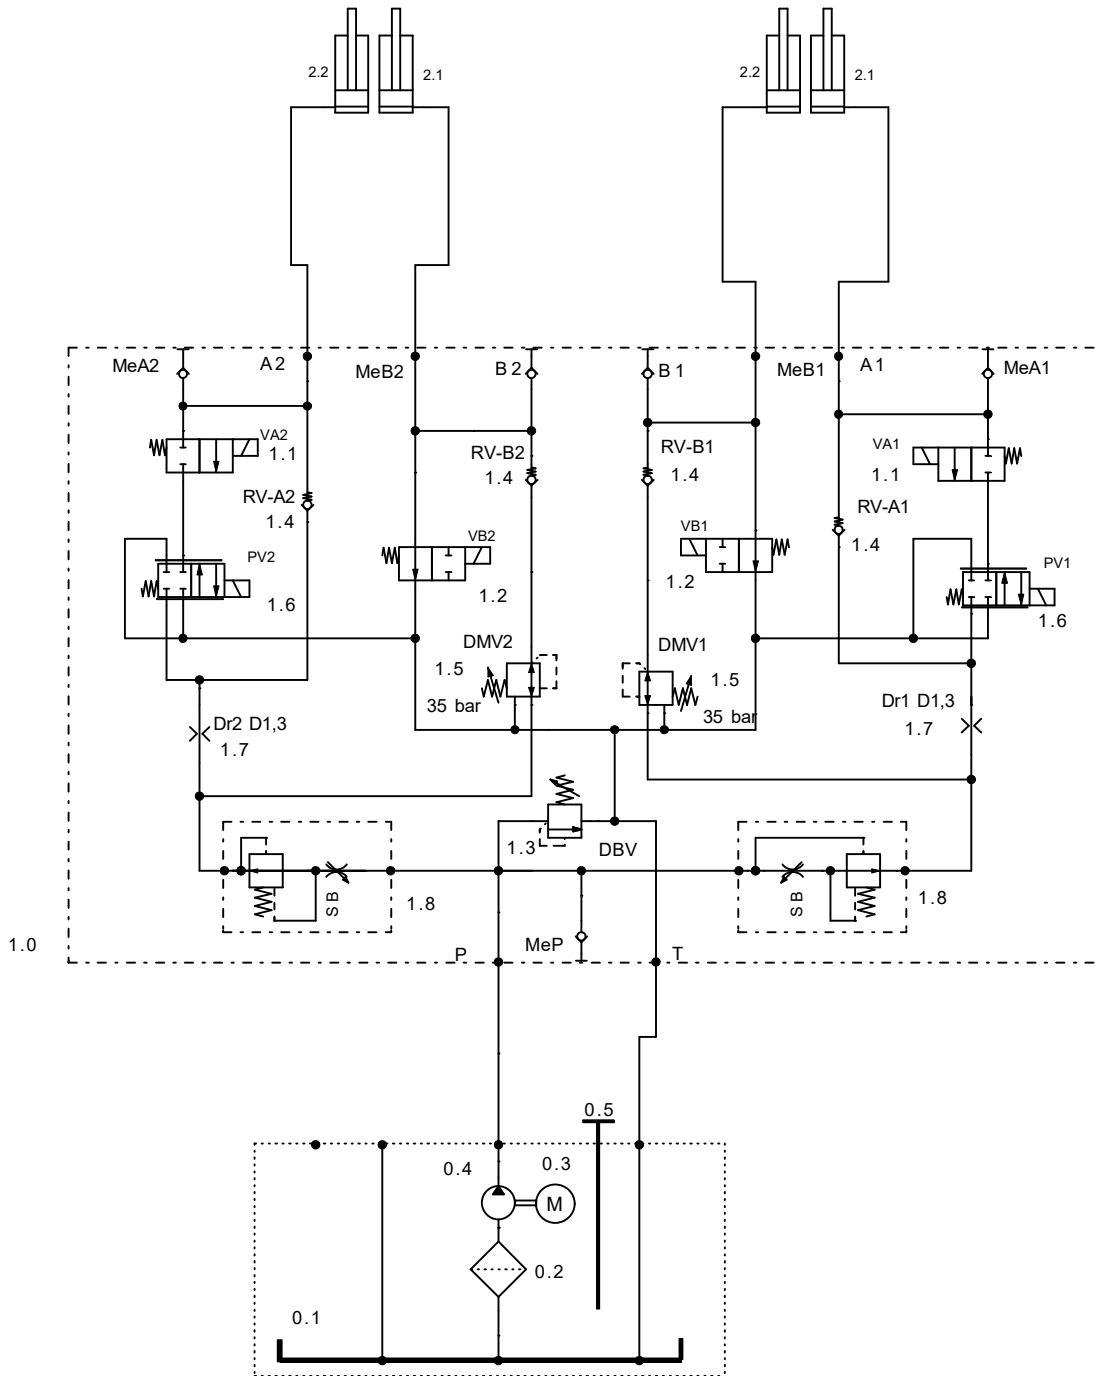 2.2
2.1
2.2
2.1
MeA2
A2
MeB2
B2
B1
MeB1
A1
MeA1
VA2
1.1
RV-B2
1.4
RV-B1
1.4
VA1
1.1
RV-A2
1.4
RV-A1
1.4
PV2
1.6
VB2
1.2
VB1
1.2
PV1
1.6
DMV2
1.5
35 bar
DMV1
1.5
35 bar
Dr2 D1,3
1.7
Dr1 D1,3
1.7
1.3
DBV
SB
1.8
SB
1.8
1.0
P
MeP
T
0.5
0.4
0.3
M
0.2
0.1